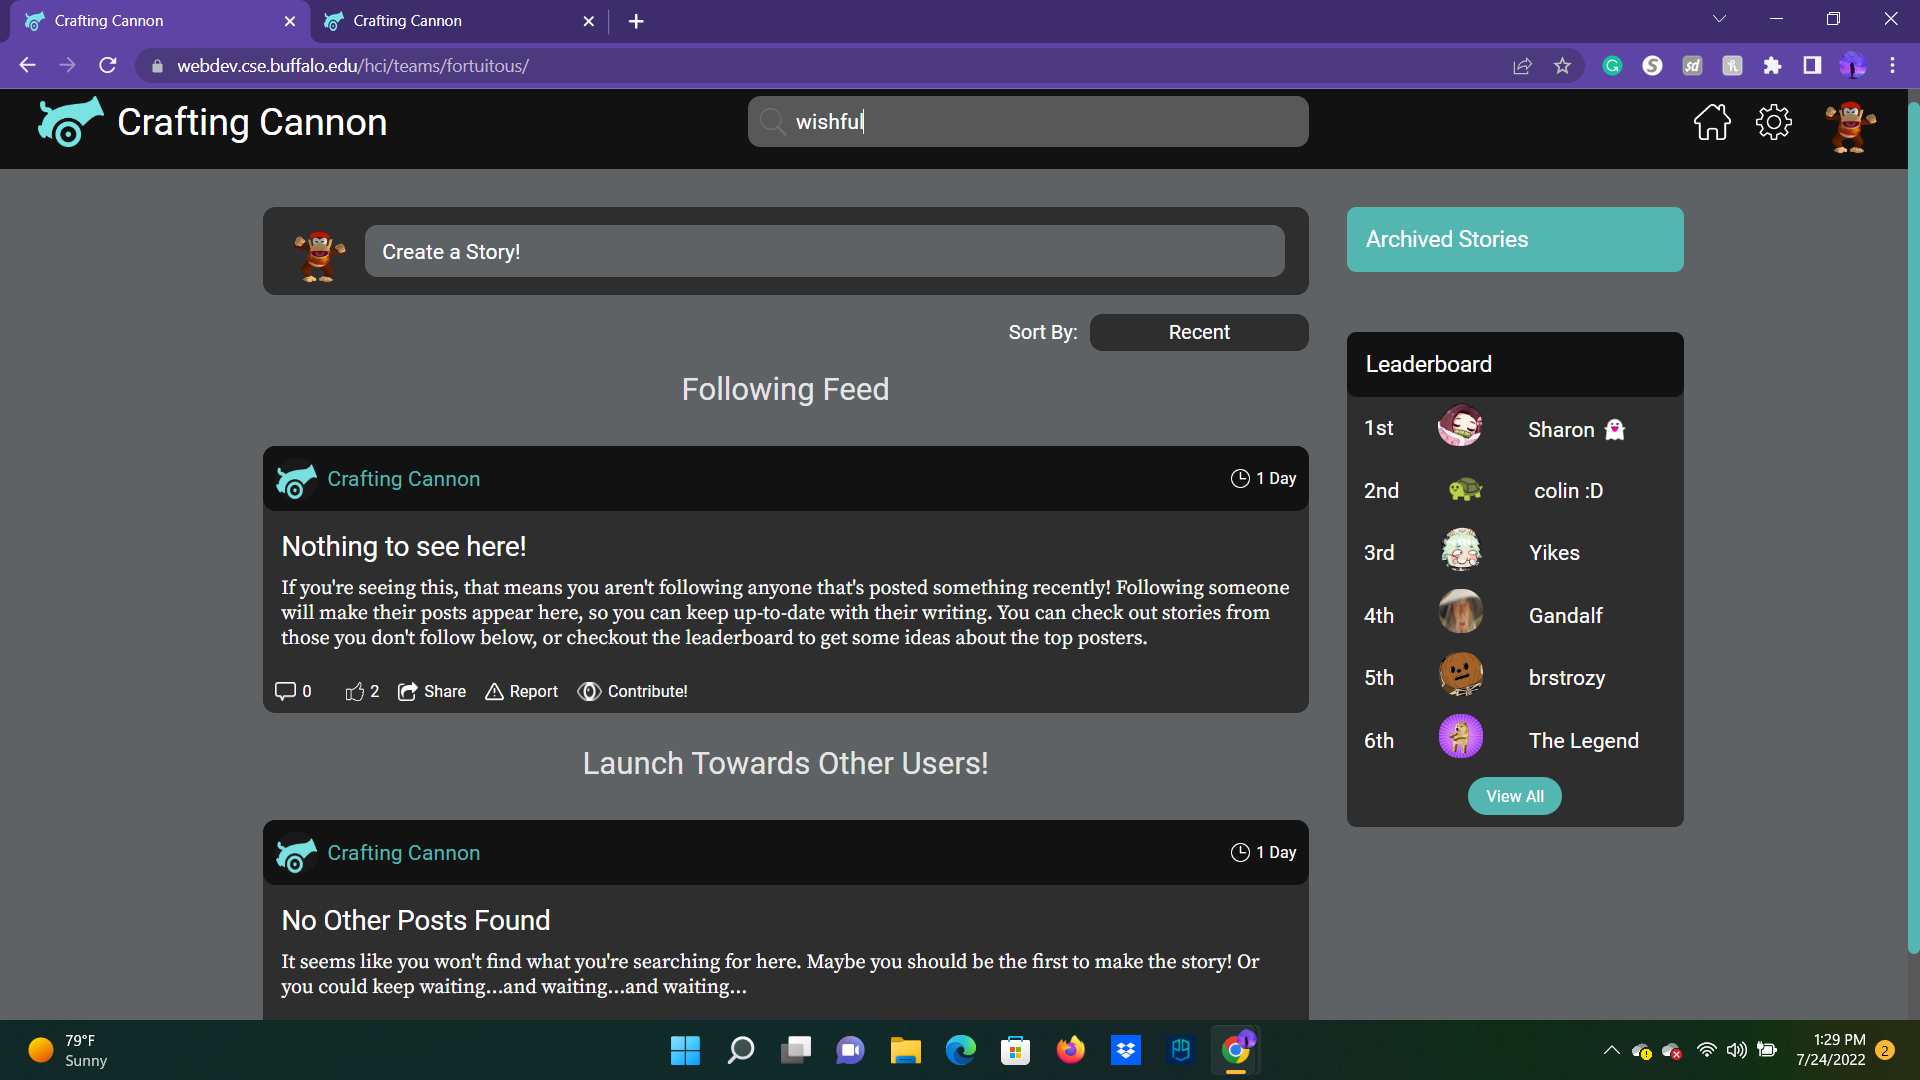 Crafting Cannon
Crafting Cannon
webdev.cse.buffalo.edu/hci/teams/fortuitous/
Crafting Cannon
wishful
Create a Story!
Archived Stories
Sort By:
Recent
Following Feed
Leaderboard
1st Sharon
2nd colin :D
3rd Yikes
4th Gandalf
5th brstrozy
6th The Legend
View All
Crafting Cannon
1 Day
Nothing to see here!
If you're seeing this, that means you aren't following anyone that's posted something recently! Following someone
will make their posts appear here, so you can keep up-to-date with their writing. You can check out stories from
those you don't follow below, or checkout the leaderboard to get some ideas about the top posters.
0 2 Share Report Contribute!
Launch Towards Other Users!
Crafting Cannon
1 Day
No Other Posts Found
It seems like you won't find what you're searching for here. Maybe you should be the first to make the story! Or
you could keep waiting...and waiting...and waiting...
79°F
Sunny
1:29 PM
7/24/2022
2